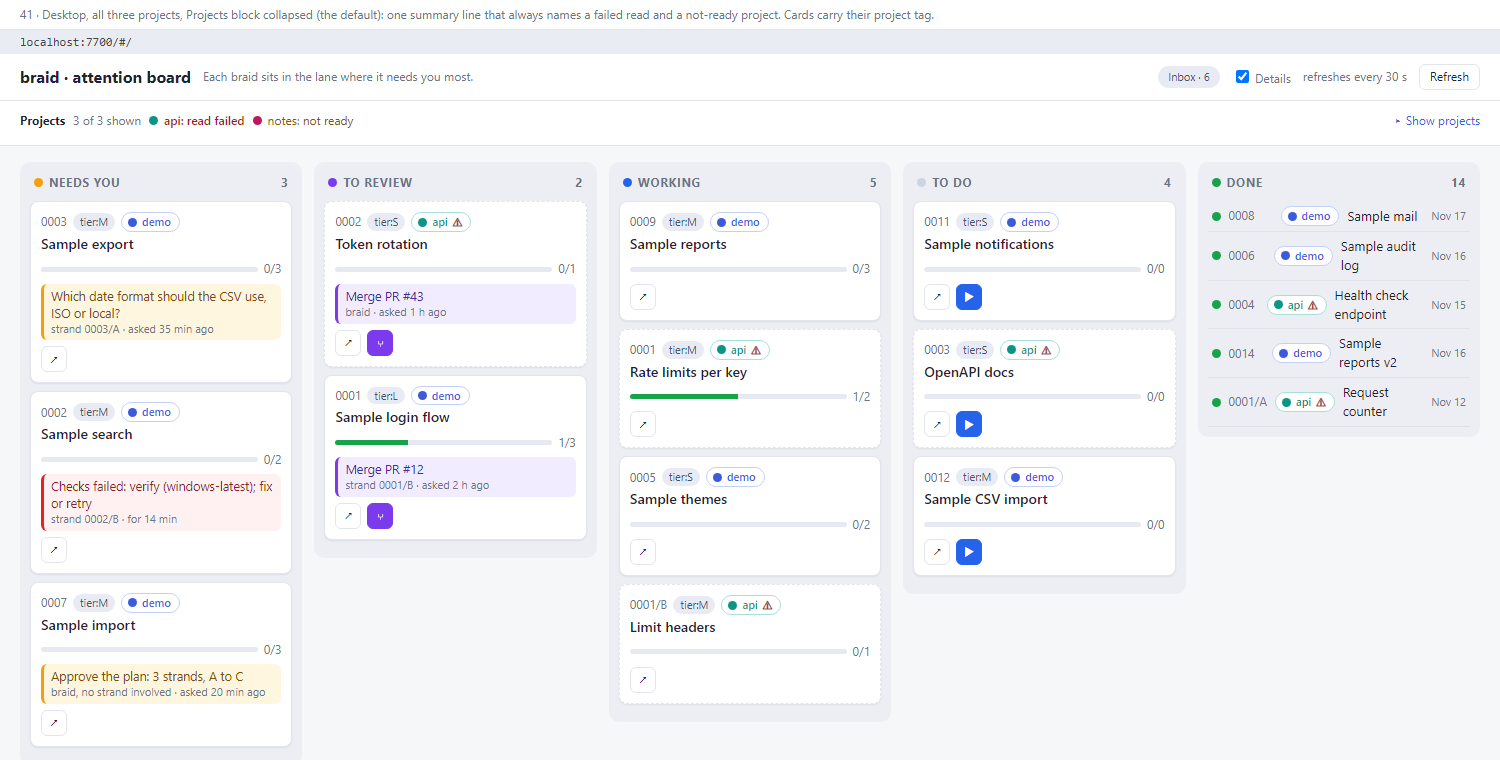 41 · Desktop, all three projects, Projects block collapsed (the default): one summary line that always names a failed read and a not-ready project. Cards carry their project tag.
localhost:7700/#/
braid · attention board
Each braid sits in the lane where it needs you most.
Inbox · 6
Details
refreshes every 30 s
Refresh
Projects
3 of 3 shown
api: read failed
notes: not ready
▸ Show projects
NEEDS YOU
3
0003
tier:M
demo
Sample export
0/3
Which date format should the CSV use,
ISO or local?
strand 0003/A · asked 35 min ago
0002
tier:M
demo
Sample search
0/2
Checks failed: verify (windows-latest); fix
or retry
strand 0002/B · for 14 min
0007
tier:M
demo
Sample import
0/3
Approve the plan: 3 strands, A to C
braid, no strand involved · asked 20 min ago
TO REVIEW
2
0002
tier:S
api
Token rotation
0/1
Merge PR #43
braid · asked 1 h ago
0001
tier:L
demo
Sample login flow
1/3
Merge PR #12
strand 0001/B · asked 2 h ago
WORKING
5
0009
tier:M
demo
Sample reports
0/3
0001
tier:M
api
Rate limits per key
1/2
0005
tier:S
demo
Sample themes
0/2
0001/B
tier:M
api
Limit headers
0/1
TO DO
4
0011
tier:S
demo
Sample notifications
0/0
0003
tier:S
api
OpenAPI docs
0/0
0012
tier:M
demo
Sample CSV import
0/0
DONE
14
0008
demo
Sample mail
Nov 17
0006
demo
Sample audit
log
Nov 16
0004
api
Health check
endpoint
Nov 15
0014
demo
Sample
reports v2
Nov 16
0001/A
api
Request
counter
Nov 12